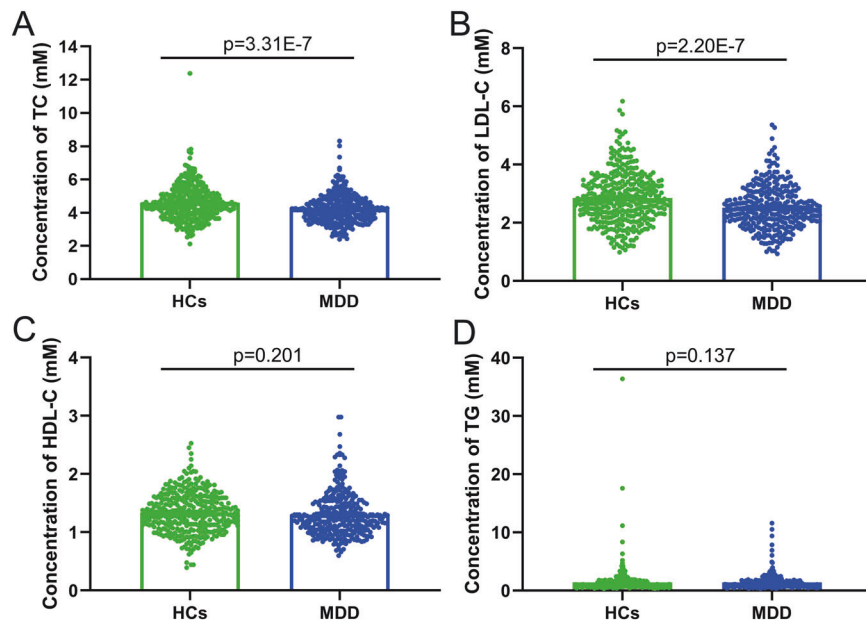 A
p=3.31E-7
Concentration of TC (mM)
14
12
10
8
6
4
2
0
HCs
MDD
B
p=2.20E-7
Concentration of LDL-C (mM)
8
6
4
2
0
HCs
MDD
C
p=0.201
Concentration of HDL-C (mM)
4
3
2
1
0
HCs
MDD
D
p=0.137
Concentration of TG (mM)
40
30
20
10
0
HCs
MDD